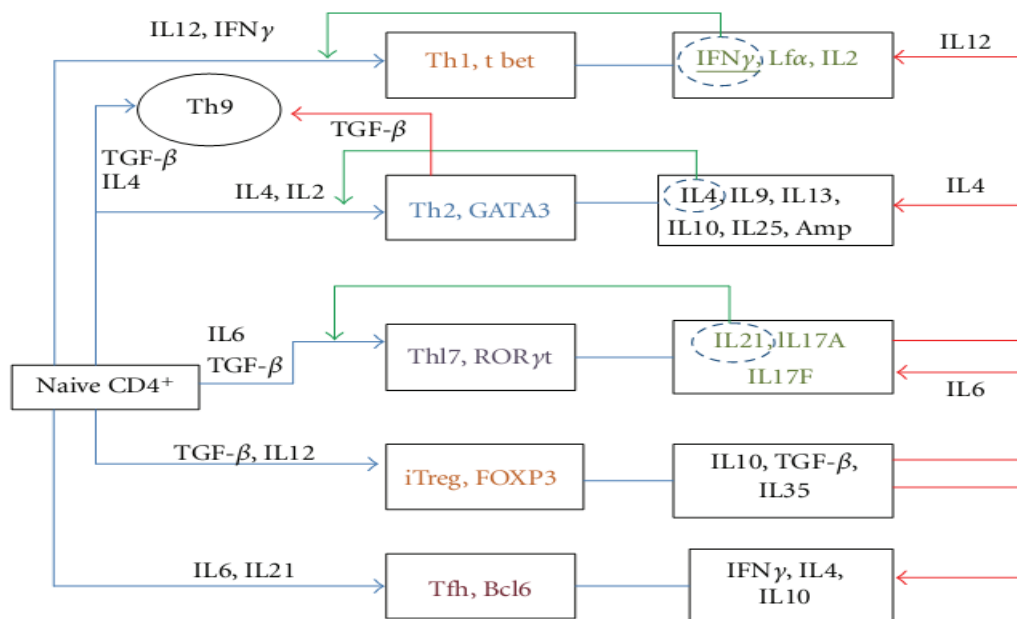 IL12, IFNγ
Th1, t bet
IFNγ, Lfα, IL2
IL12
Th9
TGF-β
TGF-β
IL4
IL4, IL2
Th2, GATA3
IL4, IL9, IL13,
IL10, IL25, Amp
IL4
IL6
TGF-β
Thl7, RORγt
IL21, lL17A
IL17F
IL6
Naive CD4⁺
TGF-β, IL12
iTreg, FOXP3
IL10, TGF-β,
IL35
IL6, IL21
Tfh, Bcl6
IFNγ, IL4,
IL10